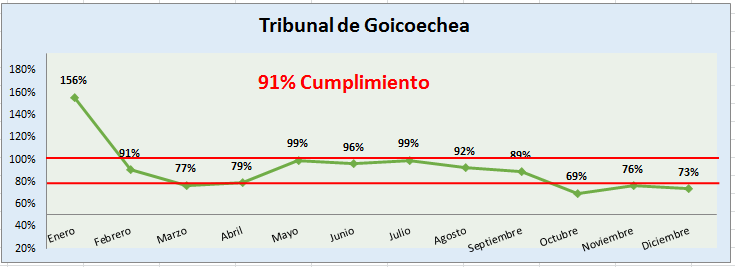 Tribunal de Goicoechea
91% Cumplimiento
180%
160%
140%
120%
100%
80%
60%
40%
20%
156%
91%
77%
79%
99%
96%
99%
92%
89%
69%
76%
73%
Enero
Febrero
Marzo
Abril
Mayo
Junio
Julio
Agosto
Septiembre
Octubre
Noviembre
Diciembre